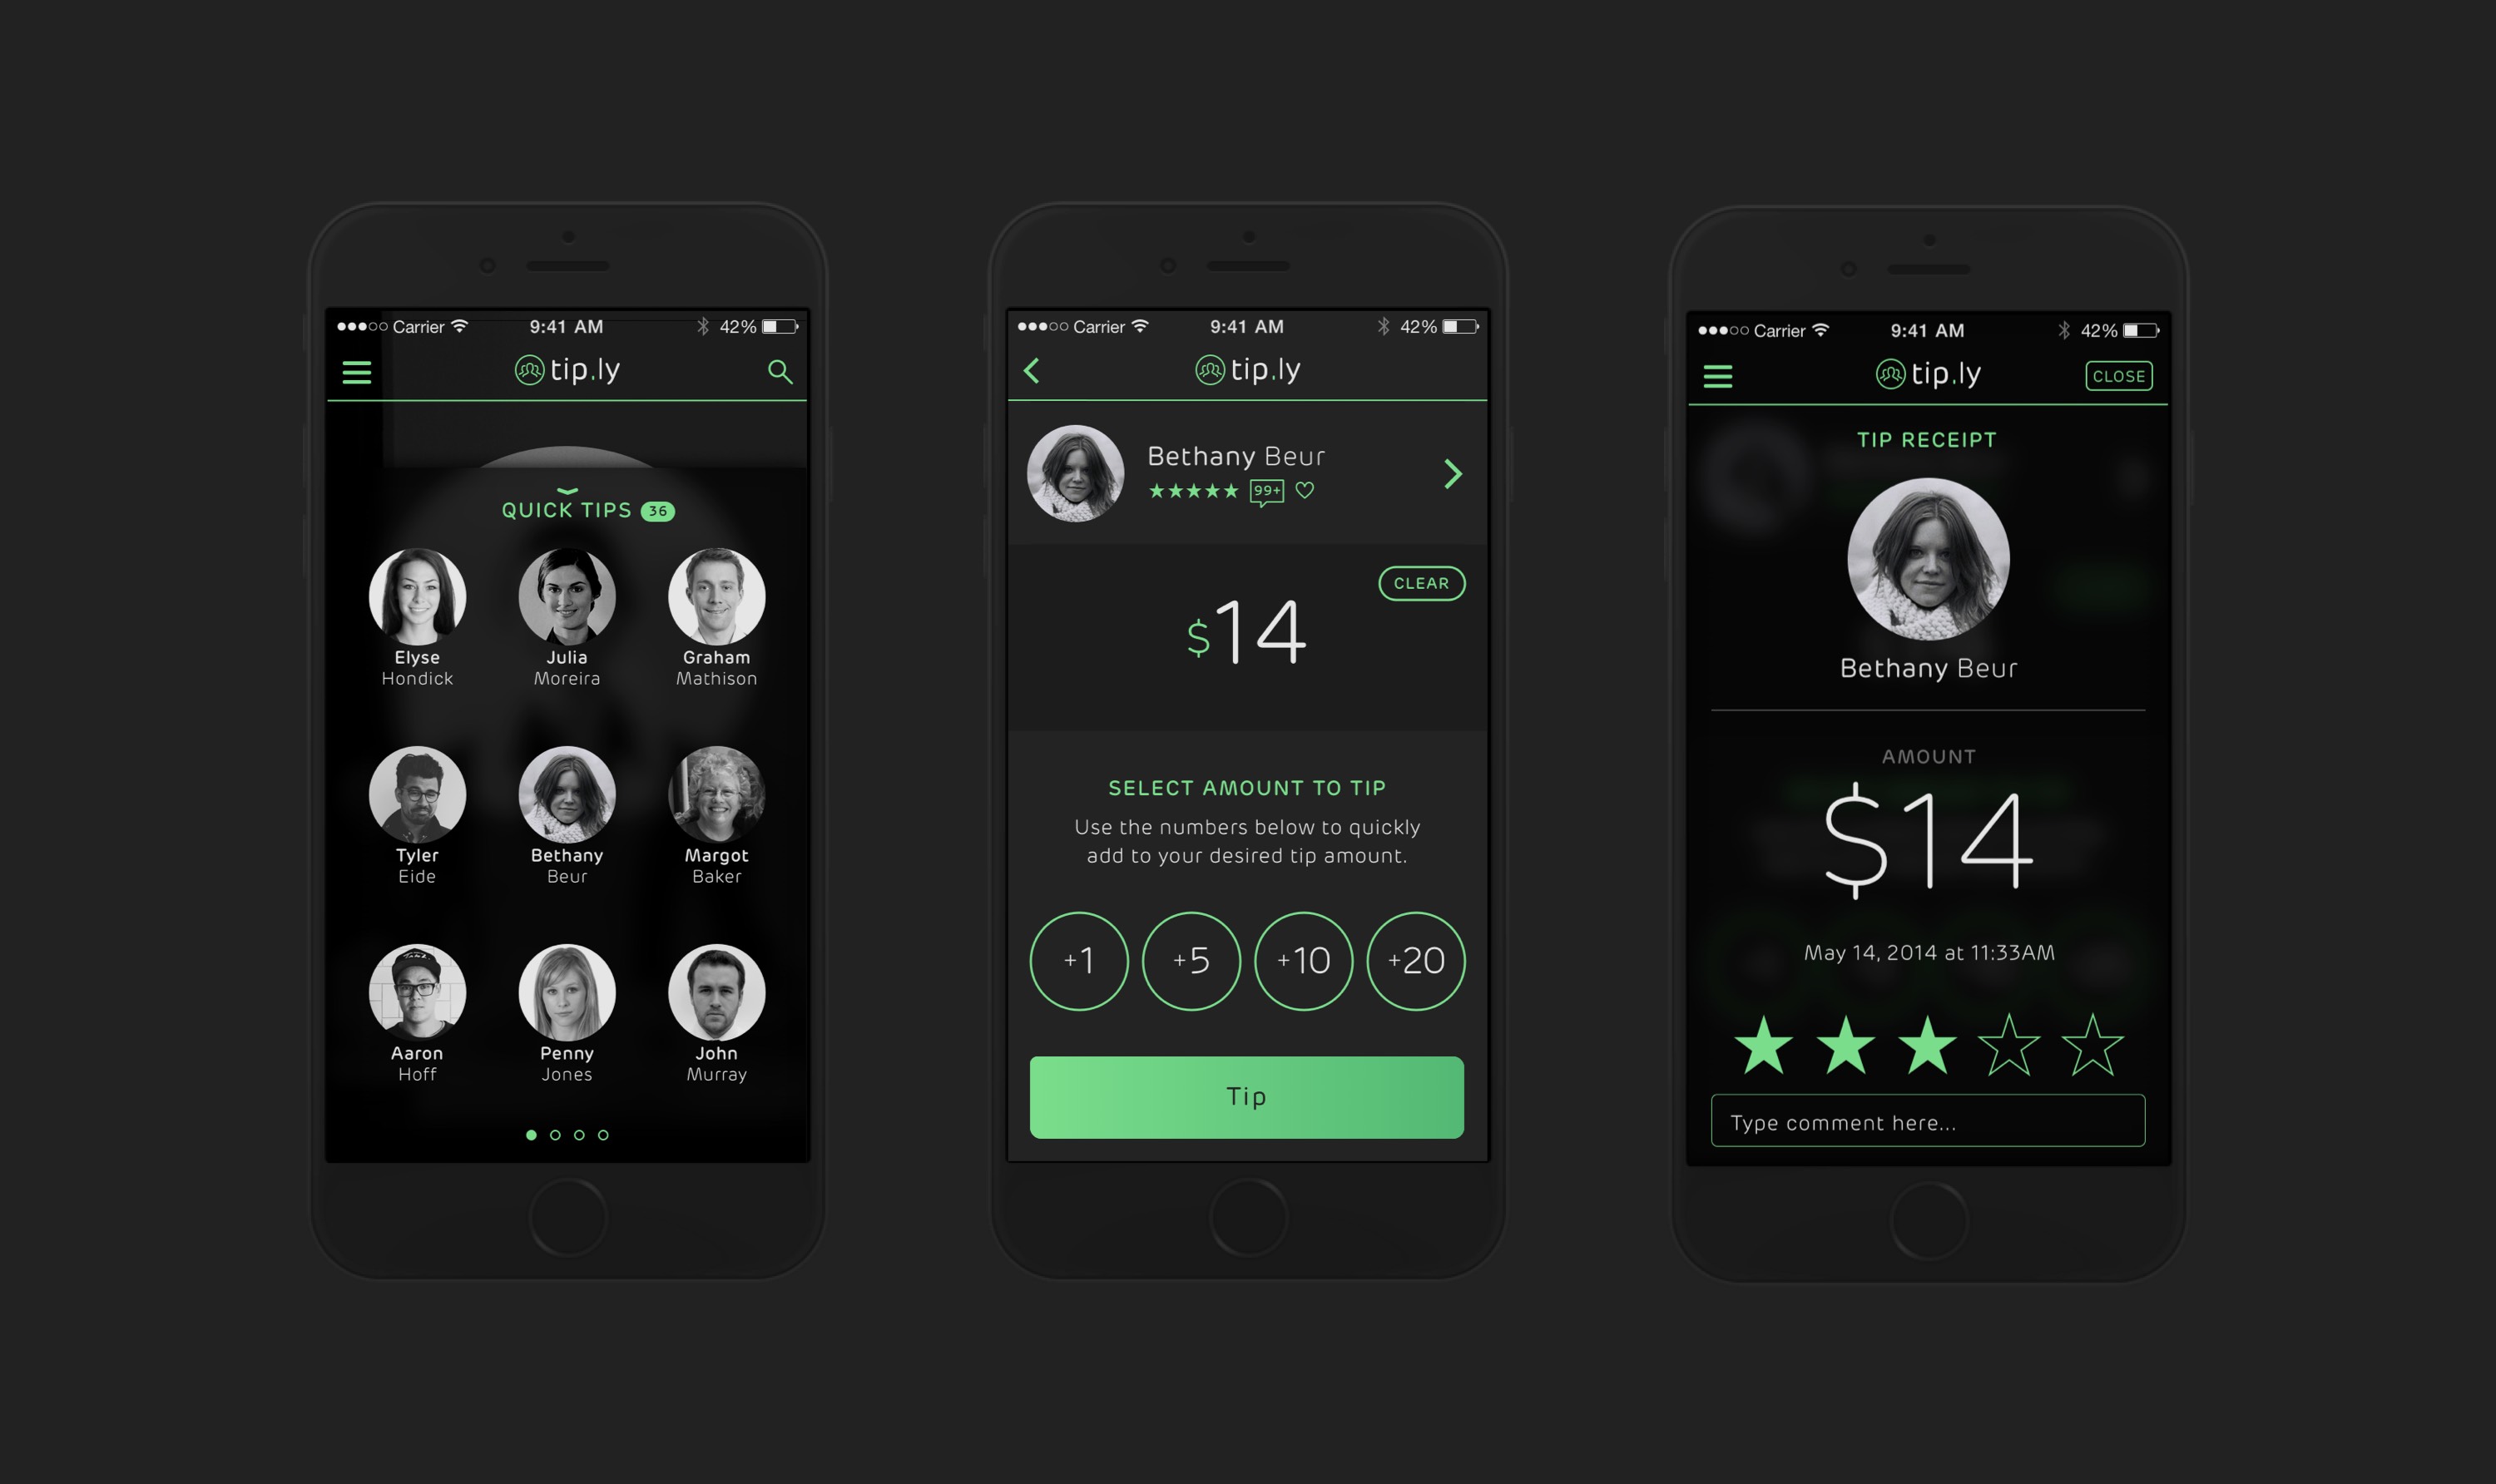 Carrier 9:41 AM 42%
tip.ly
QUICK TIPS 36
Elyse Julia Graham
Hondick Moreira Mathison
Tyler Bethany Margot
Eide Beur Baker
Aaron Penny John
Hoff Jones Murray
Carrier 9:41 AM 42%
tip.ly
Bethany Beur
99+
CLEAR
$14
SELECT AMOUNT TO TIP
Use the numbers below to quickly
add to your desired tip amount.
+1 +5 +10 +20
Tip
Carrier 9:41 AM 42%
tip.ly CLOSE
TIP RECEIPT
Bethany Beur
AMOUNT
$14
May 14, 2014 at 11:33AM
Type comment here...